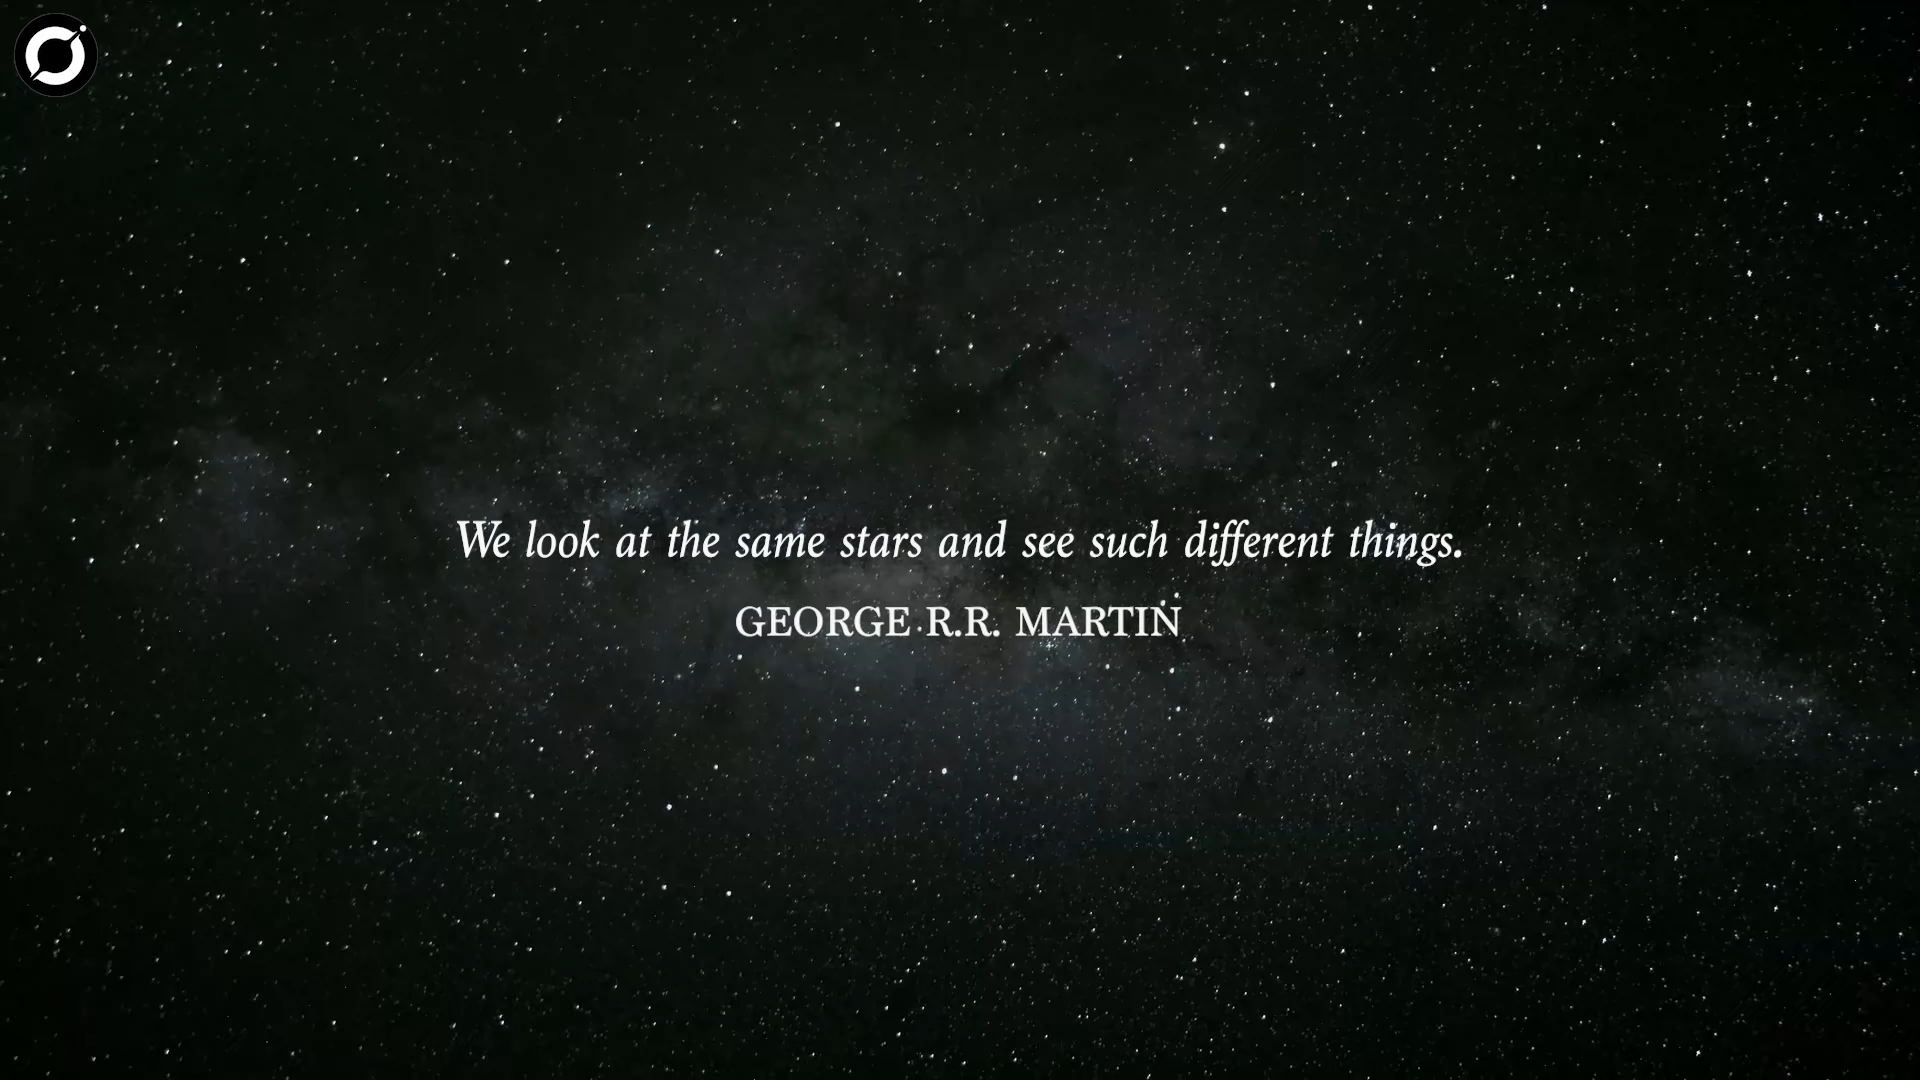 We look at the same stars and see such different things.
GEORGE R.R. MARTIN